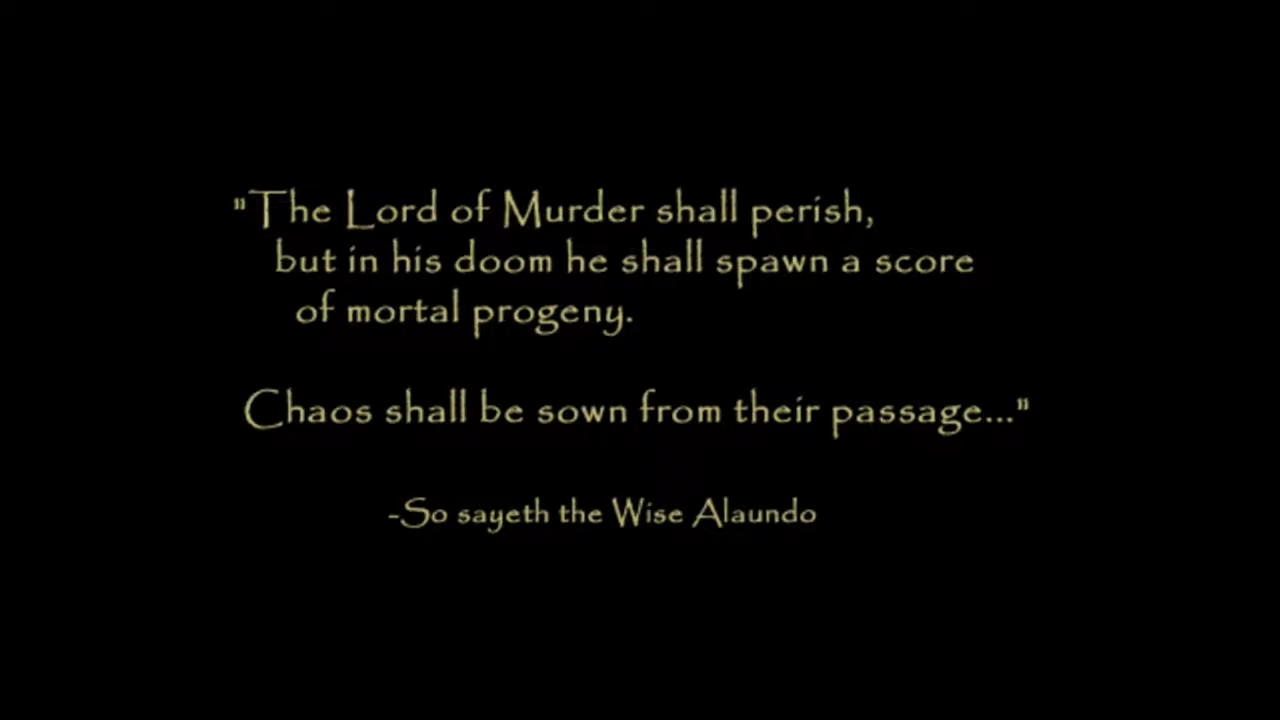 "The Lord of Murder shall perish,
but in his doom he shall spawn a score
of mortal progeny.
Chaos shall be sown from their passage..."
-So sayeth the Wise Alaundo